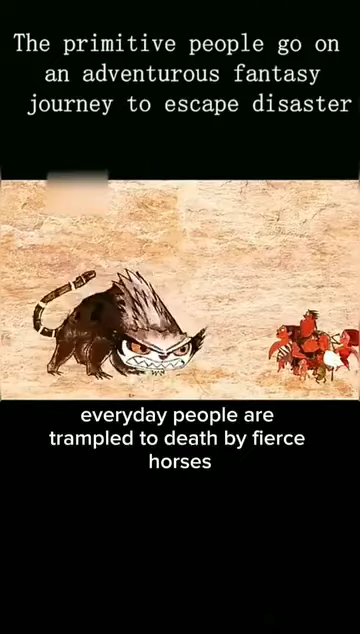 The primitive people go on
an adventurous fantasy
journey to escape disaster
everyday people are
trampled to death by fierce
horses